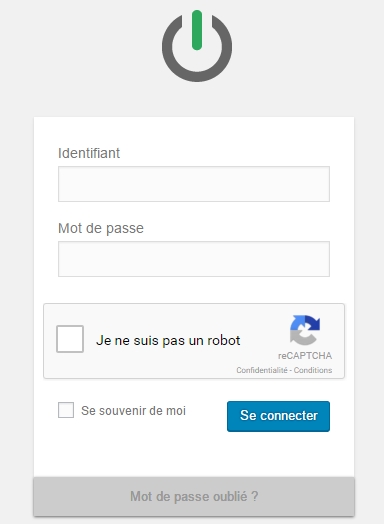 Identifiant
Mot de passe
Je ne suis pas un robot
reCAPTCHA
Confidentialité - Conditions
Se souvenir de moi
Se connecter
Mot de passe oublié ?